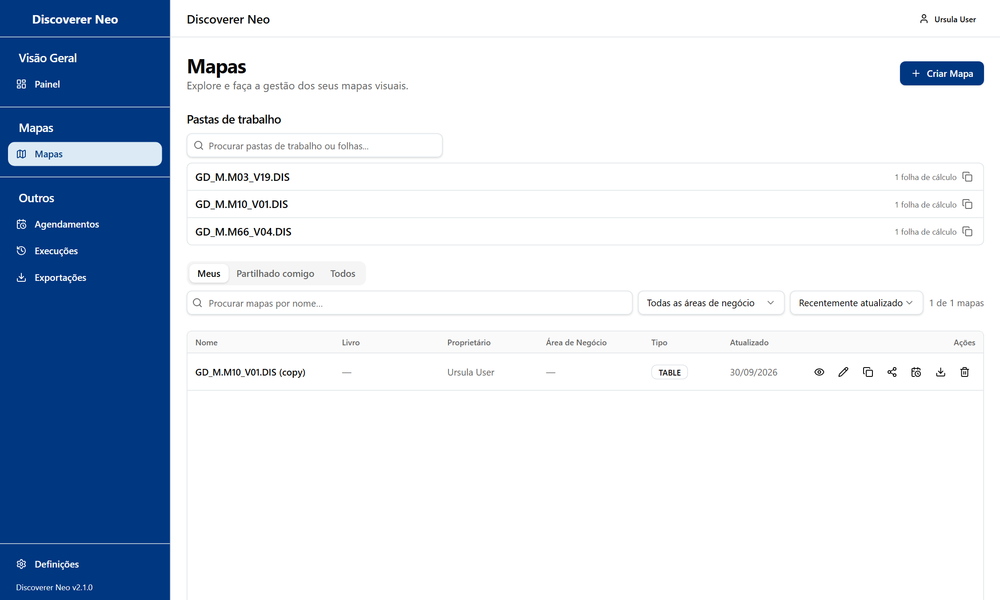 Discoverer Neo
Discoverer Neo
Ursula User
Visão Geral
Painel
Mapas
Mapas
Outros
Agendamentos
Execuções
Exportações
Definições
Discoverer Neo v2.1.0
Mapas
Explore e faça a gestão dos seus mapas visuais.
Criar Mapa
Pastas de trabalho
Procurar pastas de trabalho ou folhas...
GD_M.M03_V19.DIS 1 folha de cálculo
GD_M.M10_V01.DIS 1 folha de cálculo
GD_M.M66_V04.DIS 1 folha de cálculo
Meus Partilhado comigo Todos
Procurar mapas por nome... Todas as áreas de negócio Recentemente atualizado 1 de 1 mapas
Nome Livro Proprietário Área de Negócio Tipo Atualizado Ações
GD_M.M10_V01.DIS (copy) — Ursula User — TABLE 30/09/2026